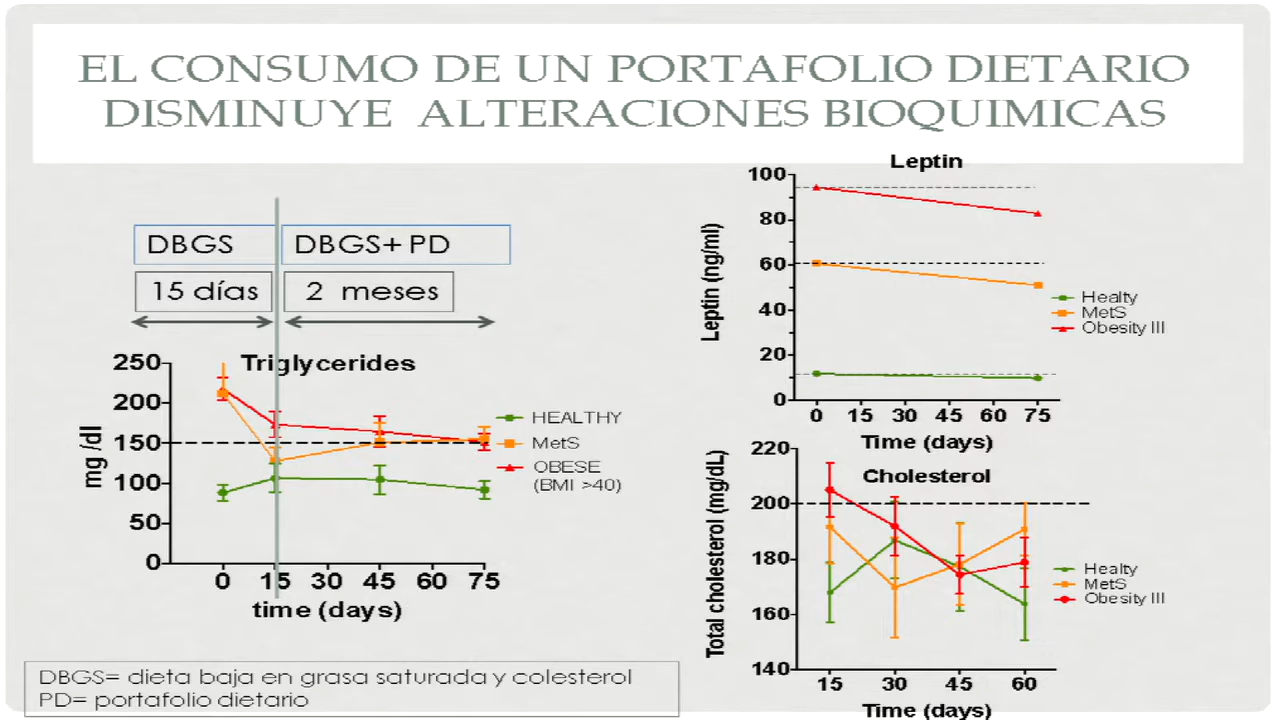 EL CONSUMO DE UN PORTAFOLIO DIETARIO
DISMINUYE ALTERACIONES BIOQUIMICAS
DBGS
DBGS+ PD
15 días
2 meses
Triglycerides
mg /dl
250
200
150
100
50
0
0 15 30 45 60 75
time (days)
HEALTHY
MetS
OBESE
(BMI >40)
Leptin
Leptin (ng/ml)
100
80
60
40
20
0
0 15 30 45 60 75
Time (days)
Healty
MetS
Obesity III
Cholesterol
Total cholesterol (mg/dL)
220
200
180
160
140
15 30 45 60
Time (days)
Healty
MetS
Obesity III
DBGS= dieta baja en grasa saturada y colesterol
PD= portafolio dietario